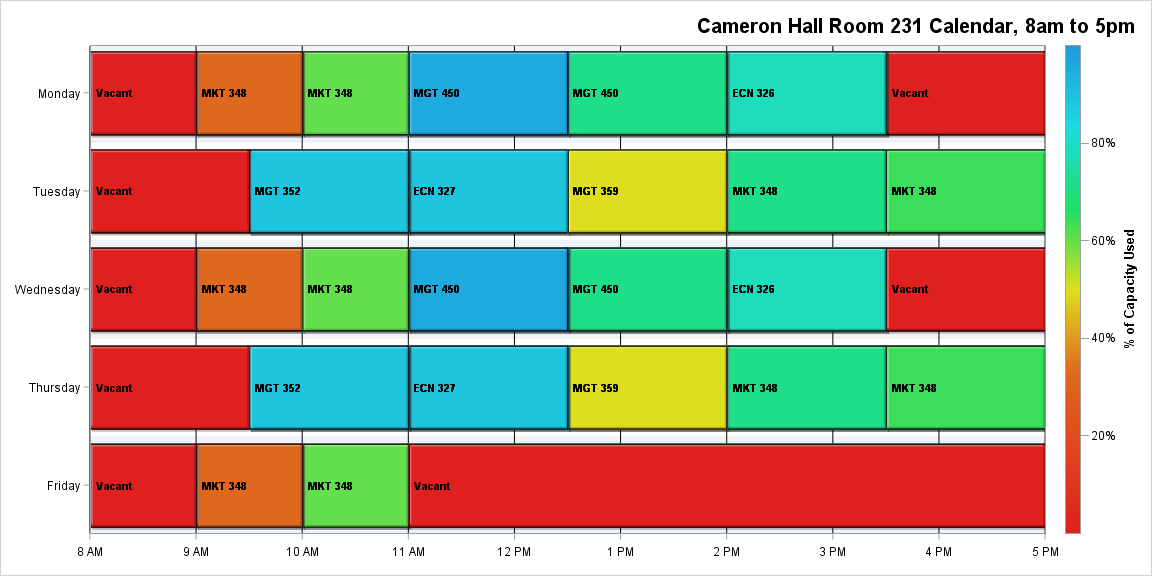 Cameron Hall Room 231 Calendar, 8am to 5pm
Monday
Vacant
MKT 348
MKT 348
MGT 450
MGT 450
ECN 326
Vacant
Tuesday
Vacant
MGT 352
ECN 327
MGT 359
MKT 348
MKT 348
Wednesday
Vacant
MKT 348
MKT 348
MGT 450
MGT 450
ECN 326
Vacant
Thursday
Vacant
MGT 352
ECN 327
MGT 359
MKT 348
MKT 348
Friday
Vacant
MKT 348
MKT 348
Vacant
8 AM
9 AM
10 AM
11 AM
12 PM
1 PM
2 PM
3 PM
4 PM
5 PM
80%
60%
40%
20%
% of Capacity Used